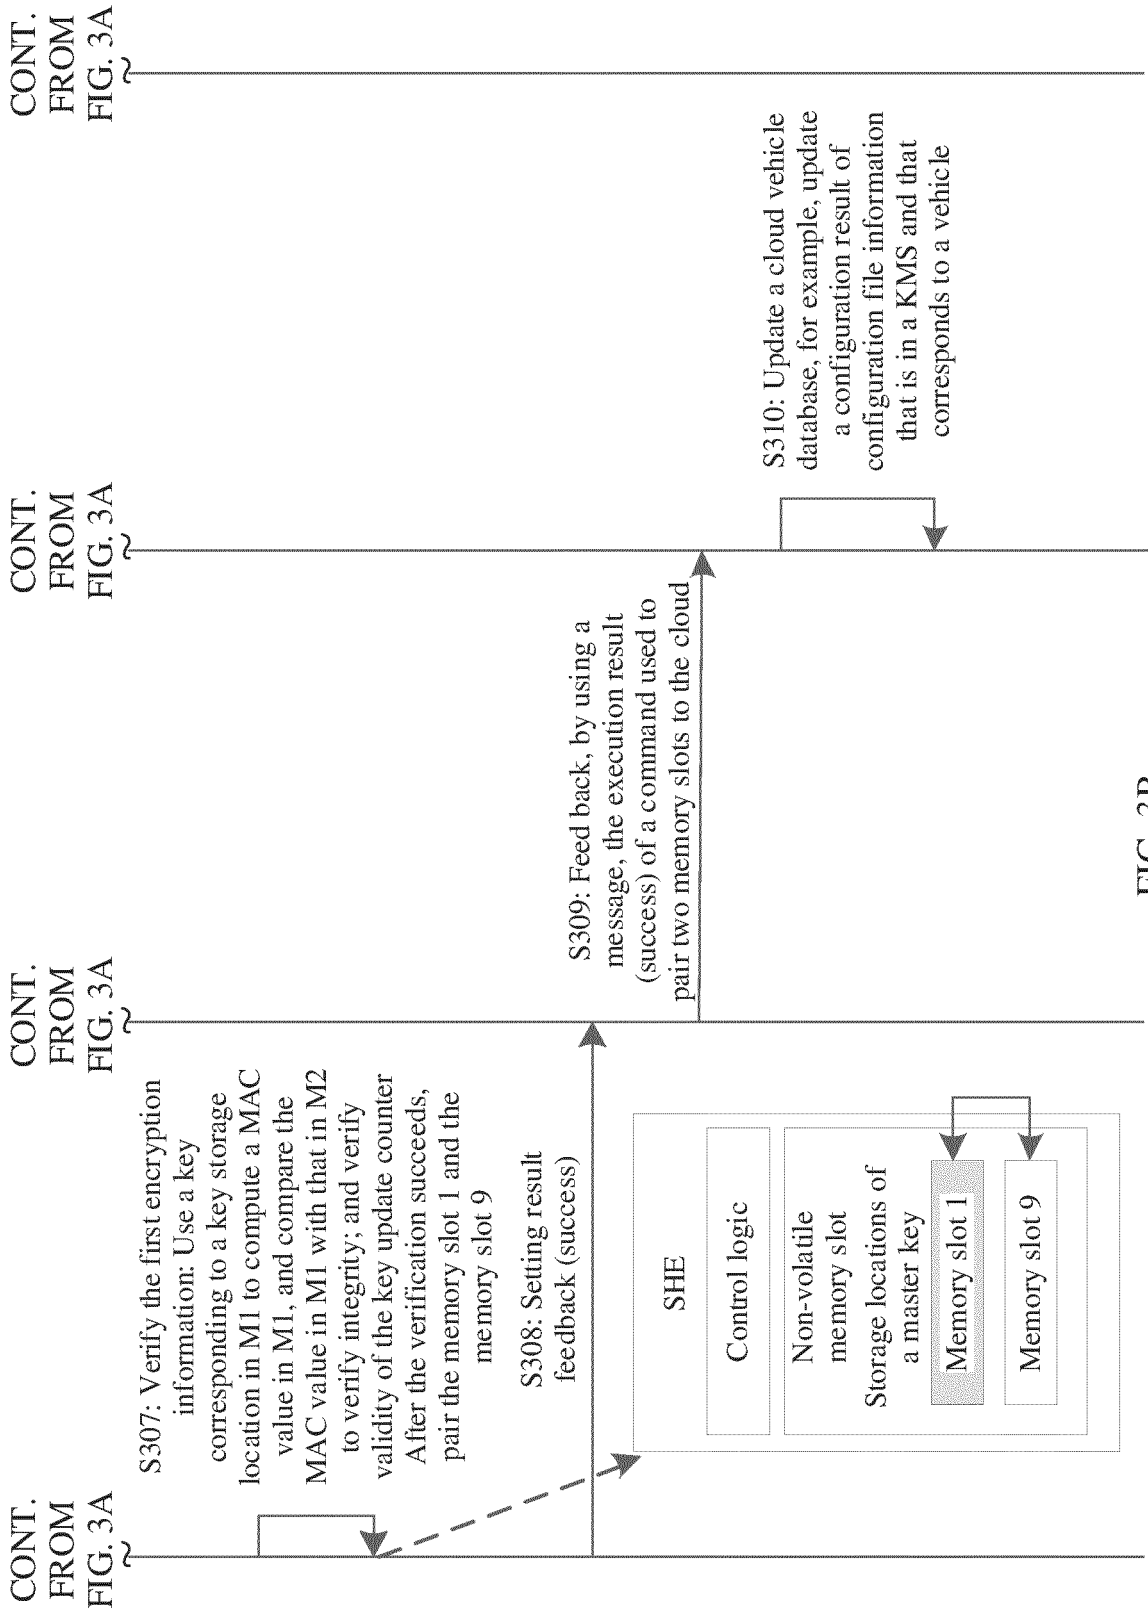 CONT.
FROM
FIG. 3A
CONT.
FROM
FIG. 3A
CONT.
FROM
FIG. 3A
CONT.
FROM
FIG. 3A
S307: Verify the first encryption
information: Use a key
corresponding to a key storage
location in M1 to compute a MAC
value in M1, and compare the
MAC value in M1 with that in M2
to verify integrity; and verify
validity of the key update counter
After the verification succeeds,
pair the memory slot 1 and the
memory slot 9
S308: Setting result
feedback (success)
SHE
Control logic
Non-volatile
memory slot
Storage locations of
a master key
Memory slot 1
Memory slot 9
S309: Feed back, by using a
message, the execution result
(success) of a command used to
pair two memory slots to the cloud
S310: Update a cloud vehicle
database, for example, update
a configuration result of
configuration file information
that is in a KMS and that
corresponds to a vehicle
FIG. 3B